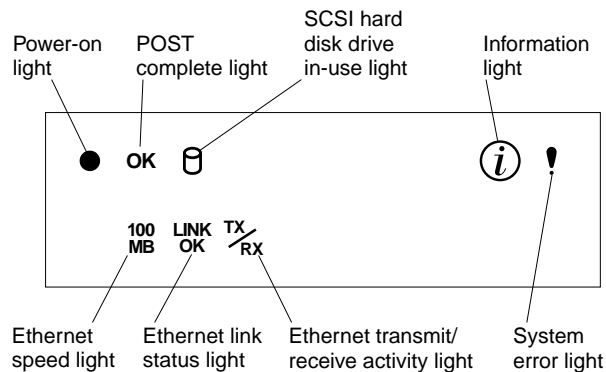 SCSI hard
disk drive
in-use light
Power-on
light
POST
complete light
Information
light
OK
i
!
100
MB
LINK
OK
TX
RX
Ethernet
speed light
Ethernet link
status light
Ethernet transmit/
receive activity light
System
error light